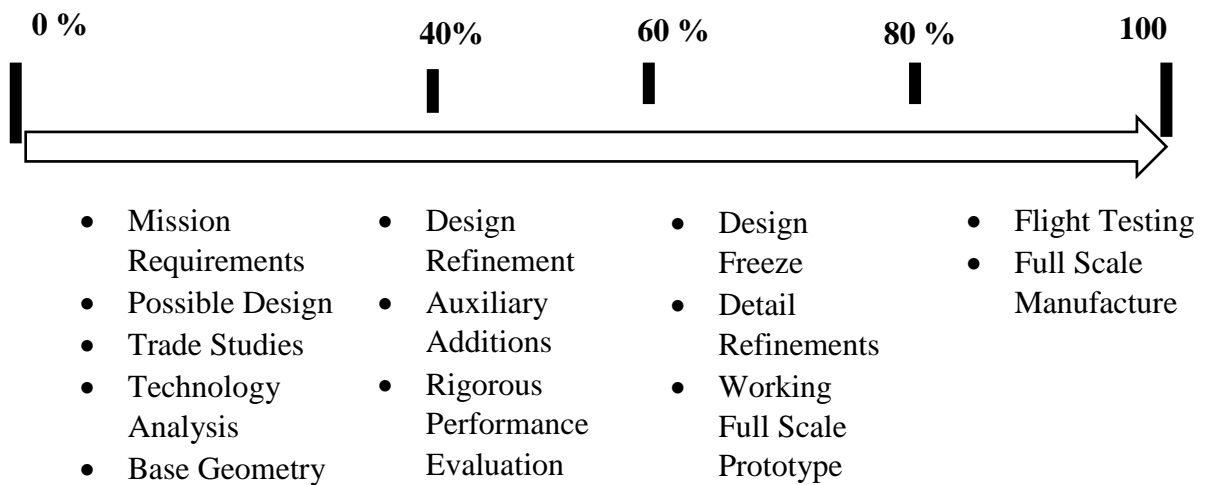 0 %
40%
60 %
80 %
100
• Mission
Requirements
• Possible Design
• Trade Studies
• Technology
Analysis
• Base Geometry
• Design
Refinement
• Auxiliary
Additions
• Rigorous
Performance
Evaluation
• Design
Freeze
• Detail
Refinements
• Working
Full Scale
Prototype
• Flight Testing
• Full Scale
Manufacture